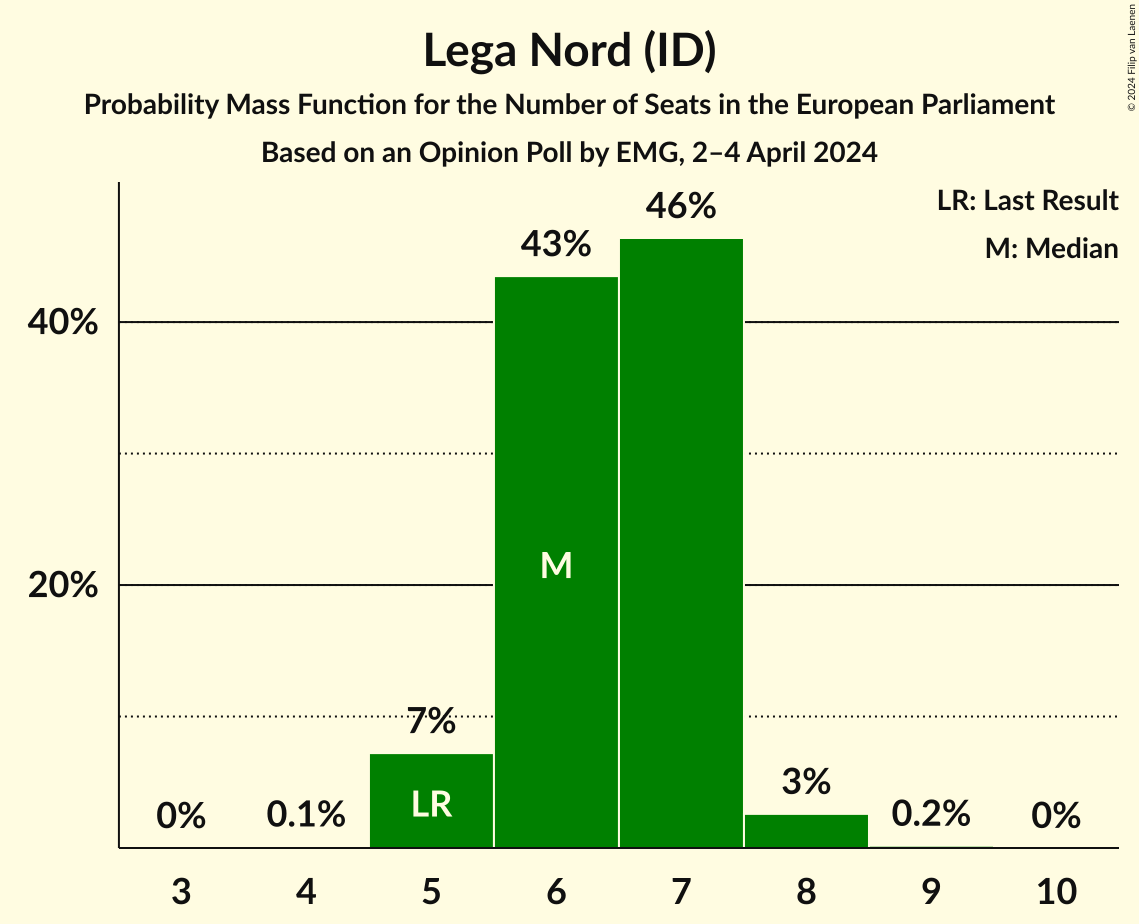 Lega Nord (ID)
Probability Mass Function for the Number of Seats in the European Parliament
Based on an Opinion Poll by EMG, 2–4 April 2024
© 2024 Filip van Laenen
LR: Last Result
M: Median
46%
43%
40%
M
20%
7%
LR
3%
0%
0.1%
0.2%
0%
3 4 5 6 7 8 9 10